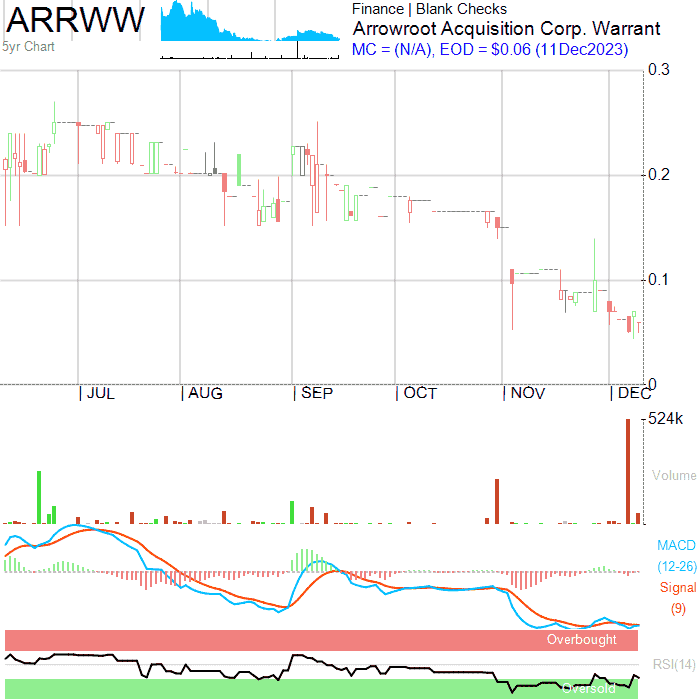 ARRWW
Finance | Blank Checks
Arrowroot Acquisition Corp. Warrant
5yr Chart
MC = (N/A), EOD = $0.06 (11Dec2023)
0.3
0.2
0.1
0
JUL AUG SEP OCT NOV DEC
524k
Volume
MACD
(12-26)
Signal
(9)
Overbought
RSI(14)
Oversold